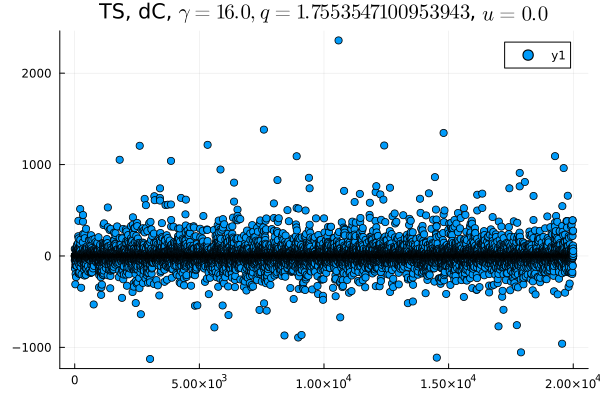 TS, dC, γ = 16.0, q = 1.7553547100953943, u = 0.0
y1
2000
1000
0
−1000
0 5.00×10³ 1.00×10⁴ 1.50×10⁴ 2.00×10⁴